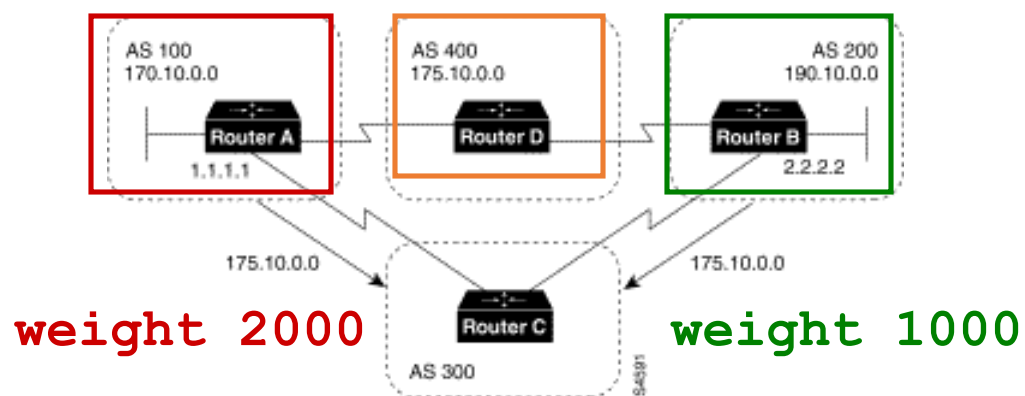 AS 100
170.10.0.0
Router A
1.1.1.1
AS 400
175.10.0.0
Router D
AS 200
190.10.0.0
Router B
2.2.2.2
175.10.0.0
175.10.0.0
weight 2000
weight 1000
Router C
AS 300
S4591